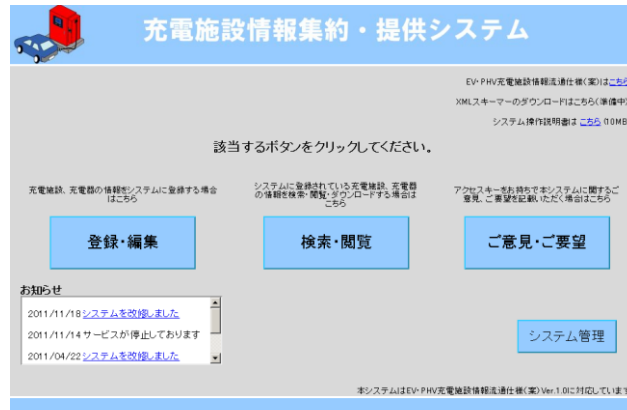 充電施設情報集約・提供システム
EV・PHV充電施設情報流通仕様(案)はこちら
XMLスキーマーのダウンロードはこちら(準備中
システム操作説明書は こちら (10MB
該当するボタンをクリックしてください。
充電施設、充電器の情報をシステムに登録する場合
はこちら
システムに登録されている充電施設、充電器
の情報を検索・閲覧・ダウンロードする場合は
こちら
アクセスキーをお持ちで本システムに関するご
意見、ご要望を記載いただく場合はこちら
登録・編集
検索・閲覧
ご意見・ご要望
お知らせ
2011/11/18システムを改修しました
2011/11/14サービスが停止しております
2011/04/22システムを改修しました
システム管理
本システムはEV・PHV充電施設情報流通仕様(案)Ver.1.0に対応しています